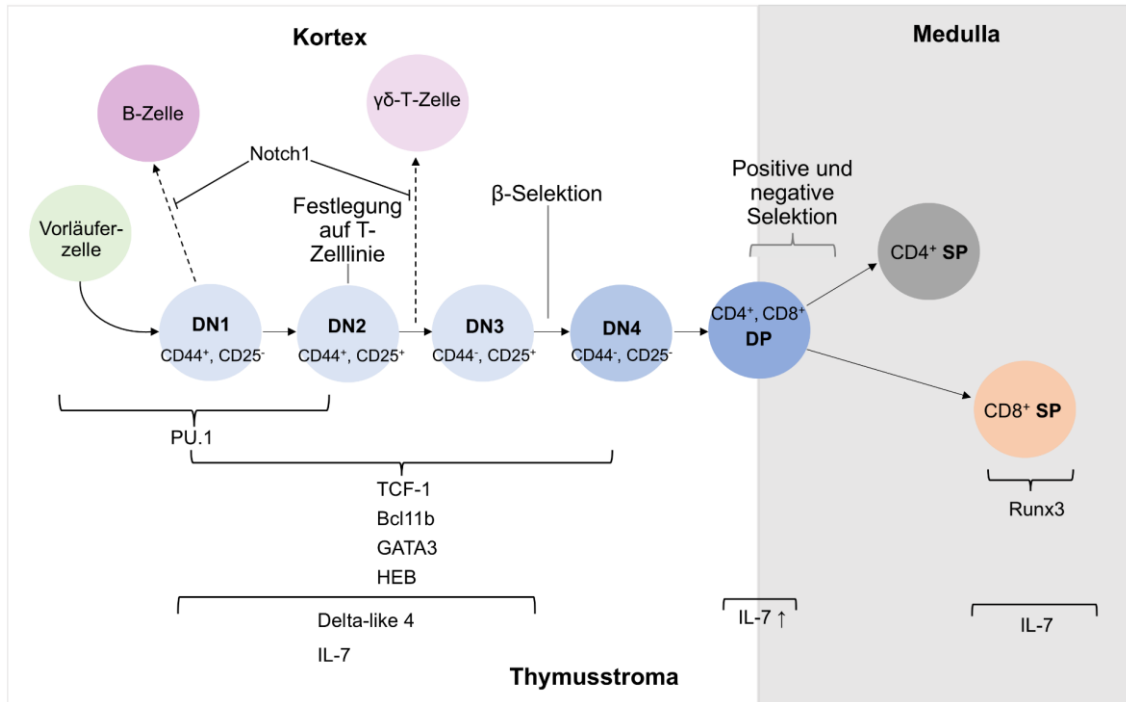 Kortex
Medulla
B-Zelle
γδ-T-Zelle
Notch1
Positive und
negative
Selektion
β-Selektion
Festlegung
auf T-
Zelllinie
Vorläufer-
zelle
CD4⁺ SP
DN1
CD44⁺, CD25⁻
DN2
CD44⁺, CD25⁺
DN3
CD44⁻, CD25⁺
DN4
CD44⁻, CD25⁻
CD4⁺, CD8⁺
DP
CD8⁺ SP
PU.1
TCF-1
Bcl11b
GATA3
HEB
Runx3
Delta-like 4
IL-7
IL-7 ↑
IL-7
Thymusstroma